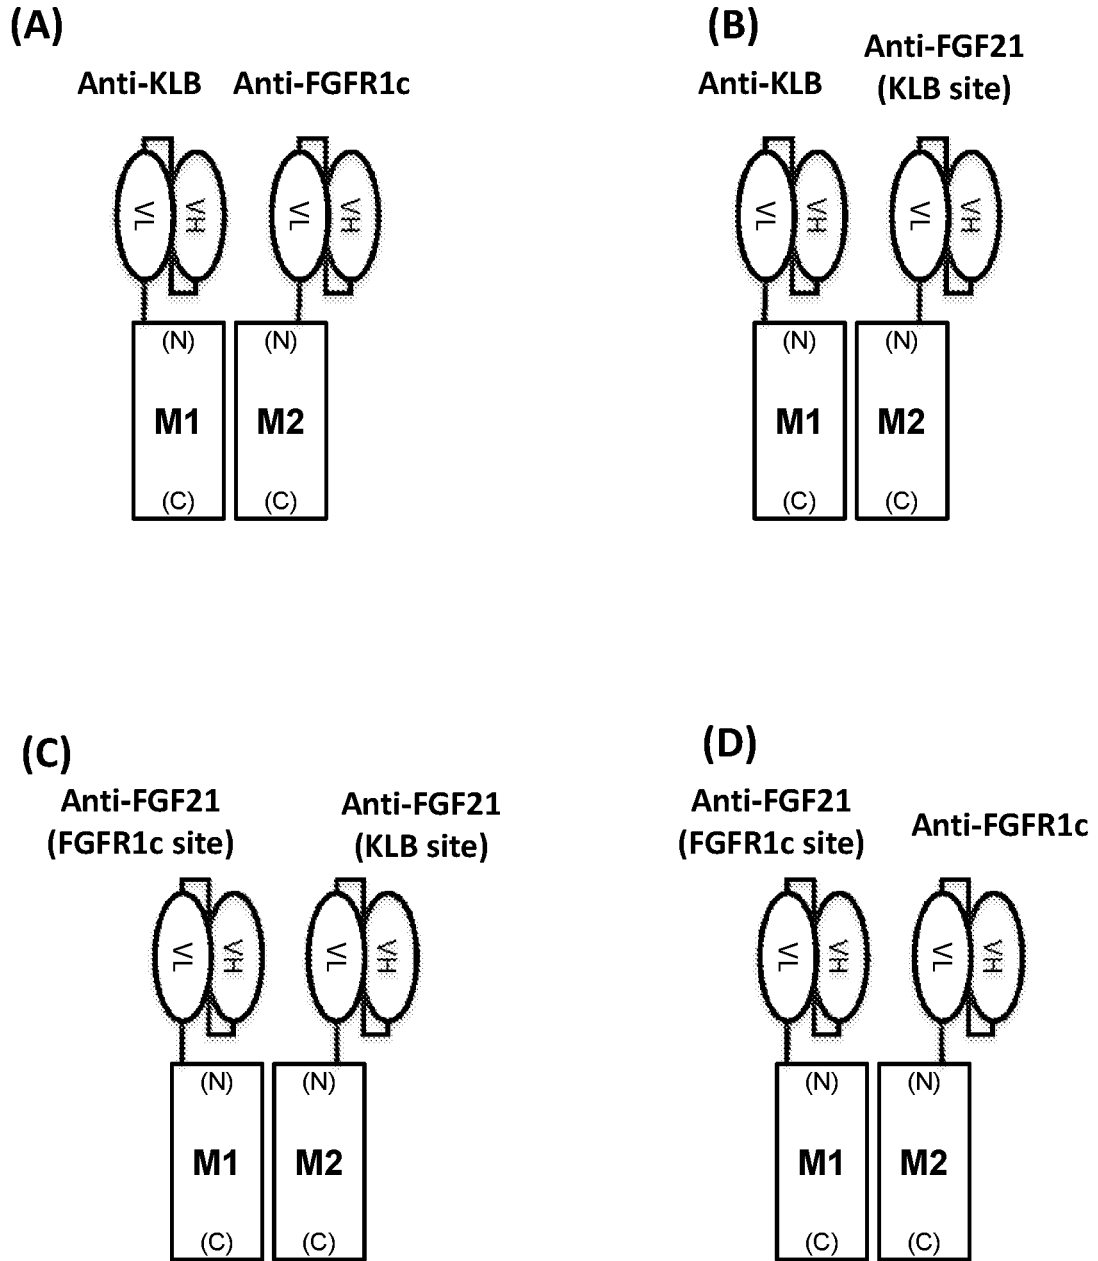 (A)
Anti-KLB Anti-FGFR1c
VL VH VL VH
(N) (N)
M1 M2
(C) (C)
(B)
Anti-KLB
Anti-FGF21
(KLB site)
VL VH VL VH
(N) (N)
M1 M2
(C) (C)
(C)
Anti-FGF21
(FGFR1c site)
Anti-FGF21
(KLB site)
VL VH VL VH
(N) (N)
M1 M2
(C) (C)
(D)
Anti-FGF21
(FGFR1c site)
Anti-FGFR1c
VL VH VL VH
(N) (N)
M1 M2
(C) (C)